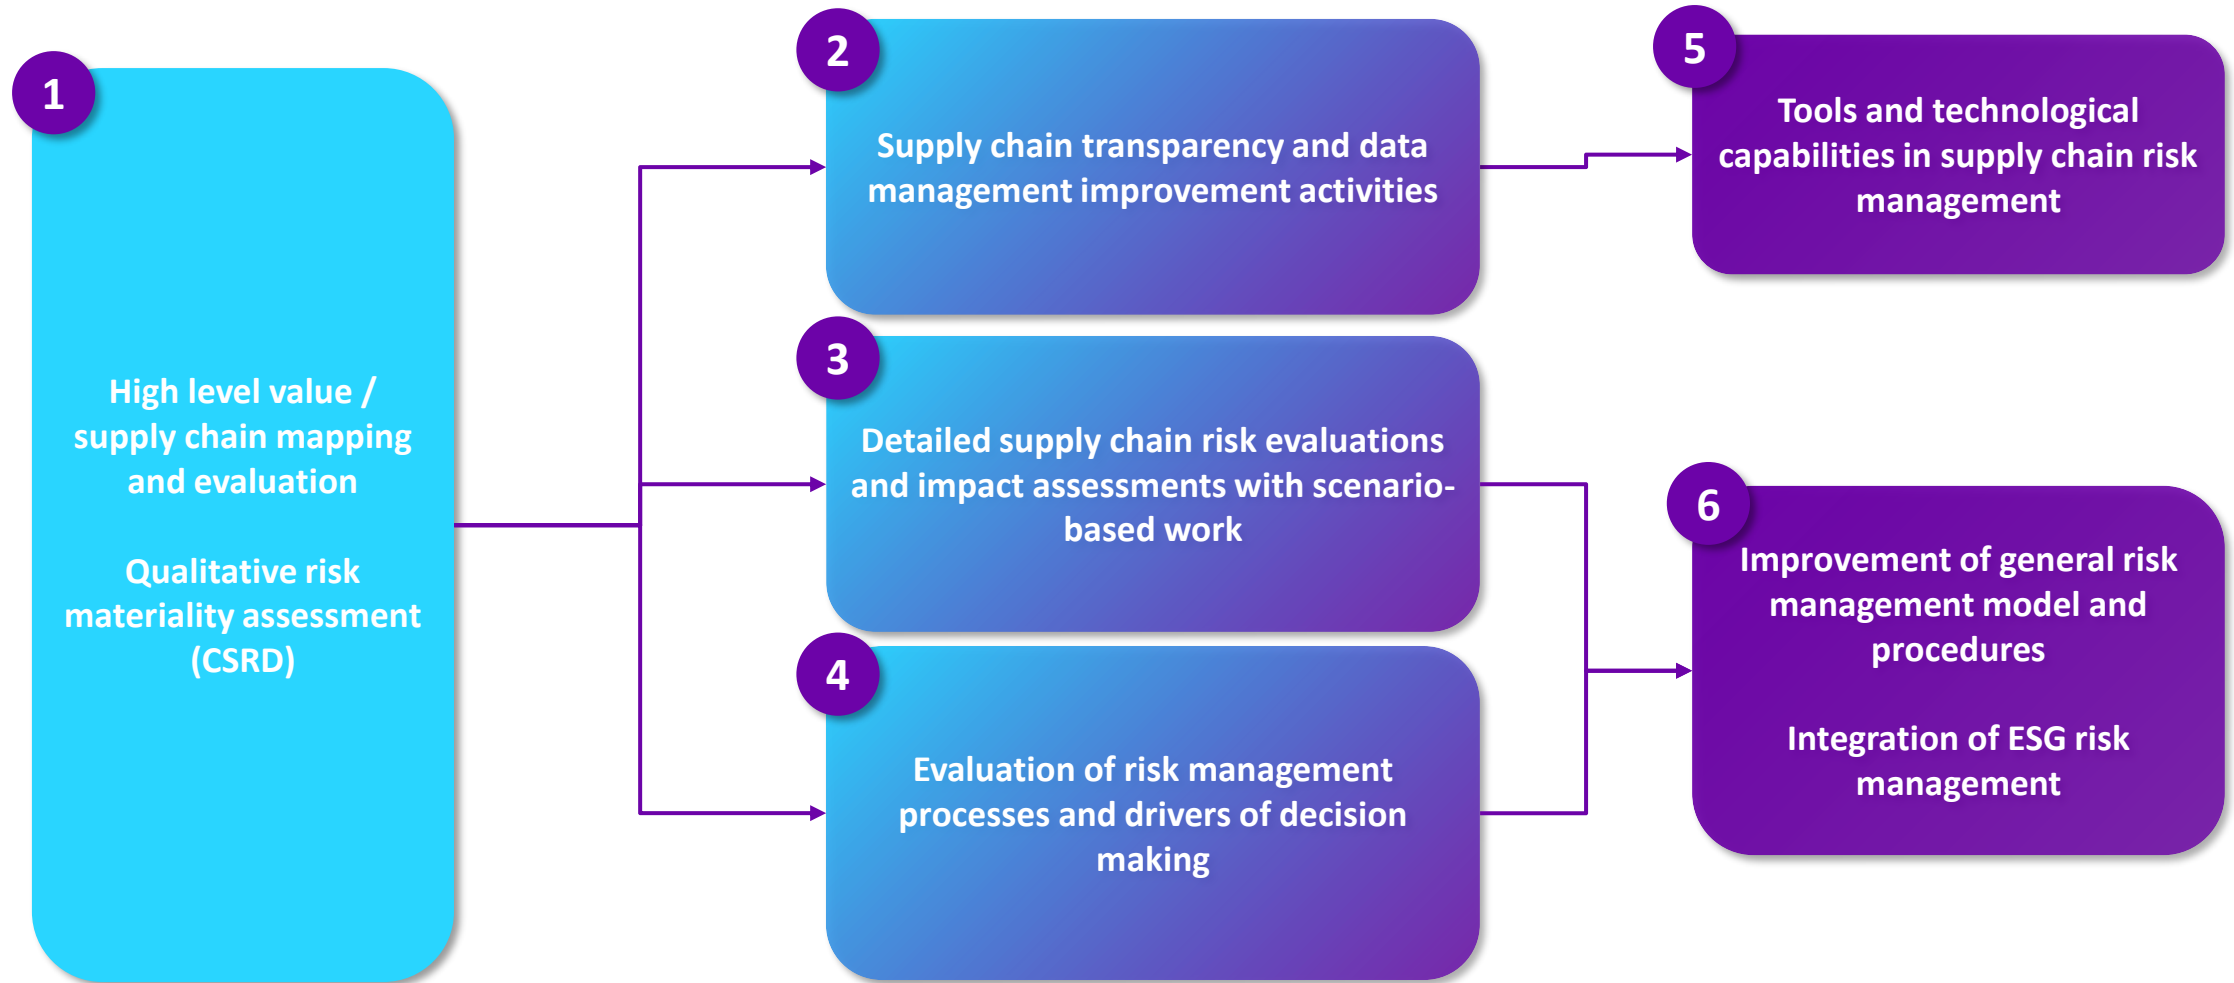 1
High level value /
supply chain mapping
and evaluation
Qualitative risk
materiality assessment
(CSRD)
2
Supply chain transparency and data
management improvement activities
3
Detailed supply chain risk evaluations
and impact assessments with scenario-
based work
4
Evaluation of risk management
processes and drivers of decision
making
5
Tools and technological
capabilities in supply chain risk
management
6
Improvement of general risk
management model and
procedures
Integration of ESG risk
management